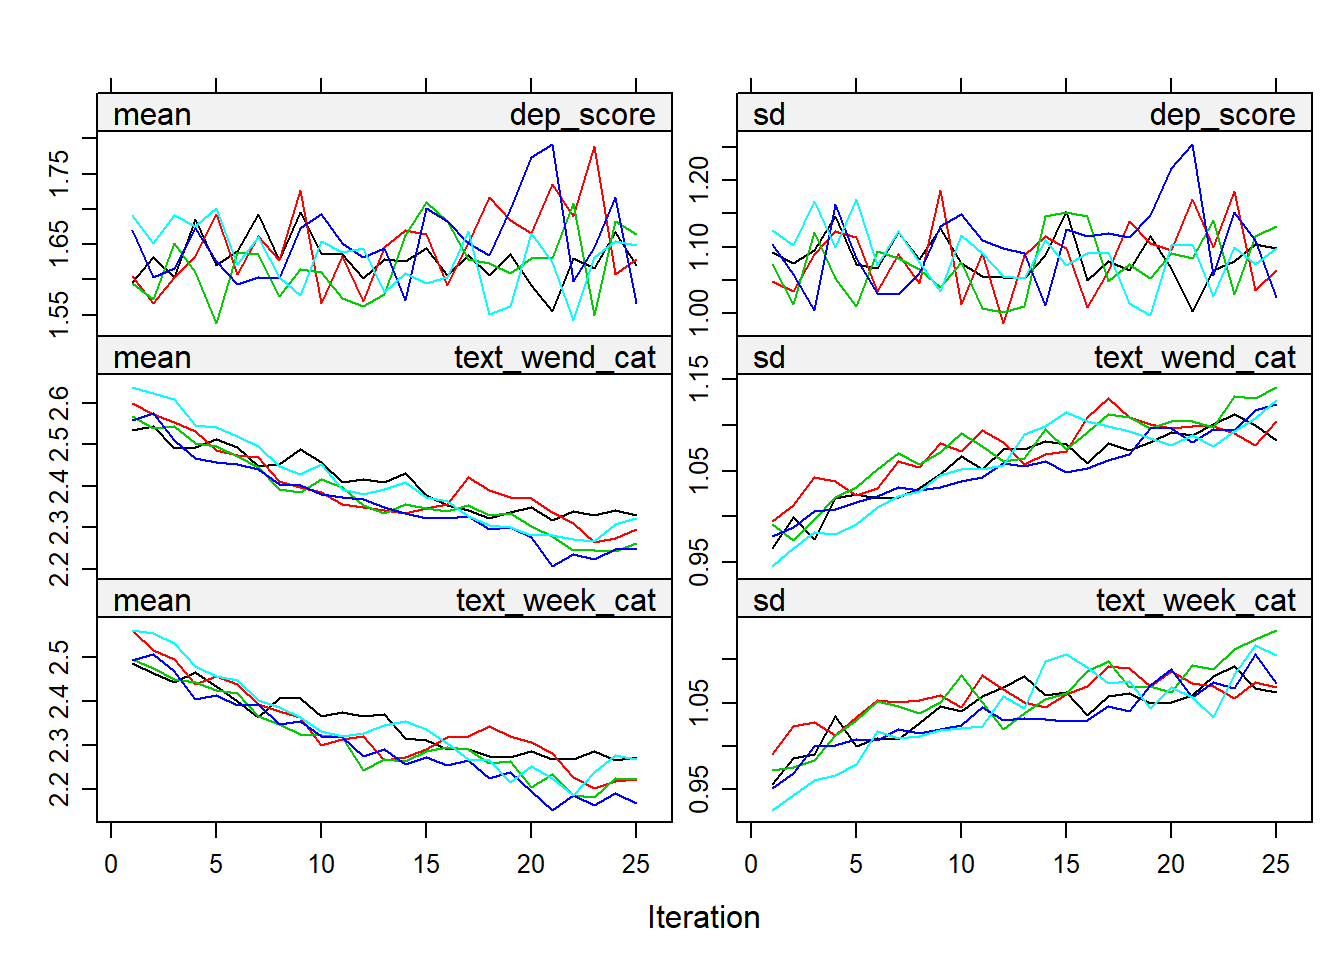 mean dep_score sd dep_score
1.55 1.65 1.75 1.00 1.10 1.20
mean text_wend_cat sd text_wend_cat
2.2 2.3 2.4 2.5 2.6 0.95 1.05 1.15
mean text_week_cat sd text_week_cat
2.2 2.3 2.4 2.5 0.95 1.05
0 5 10 15 20 25 0 5 10 15 20 25
Iteration